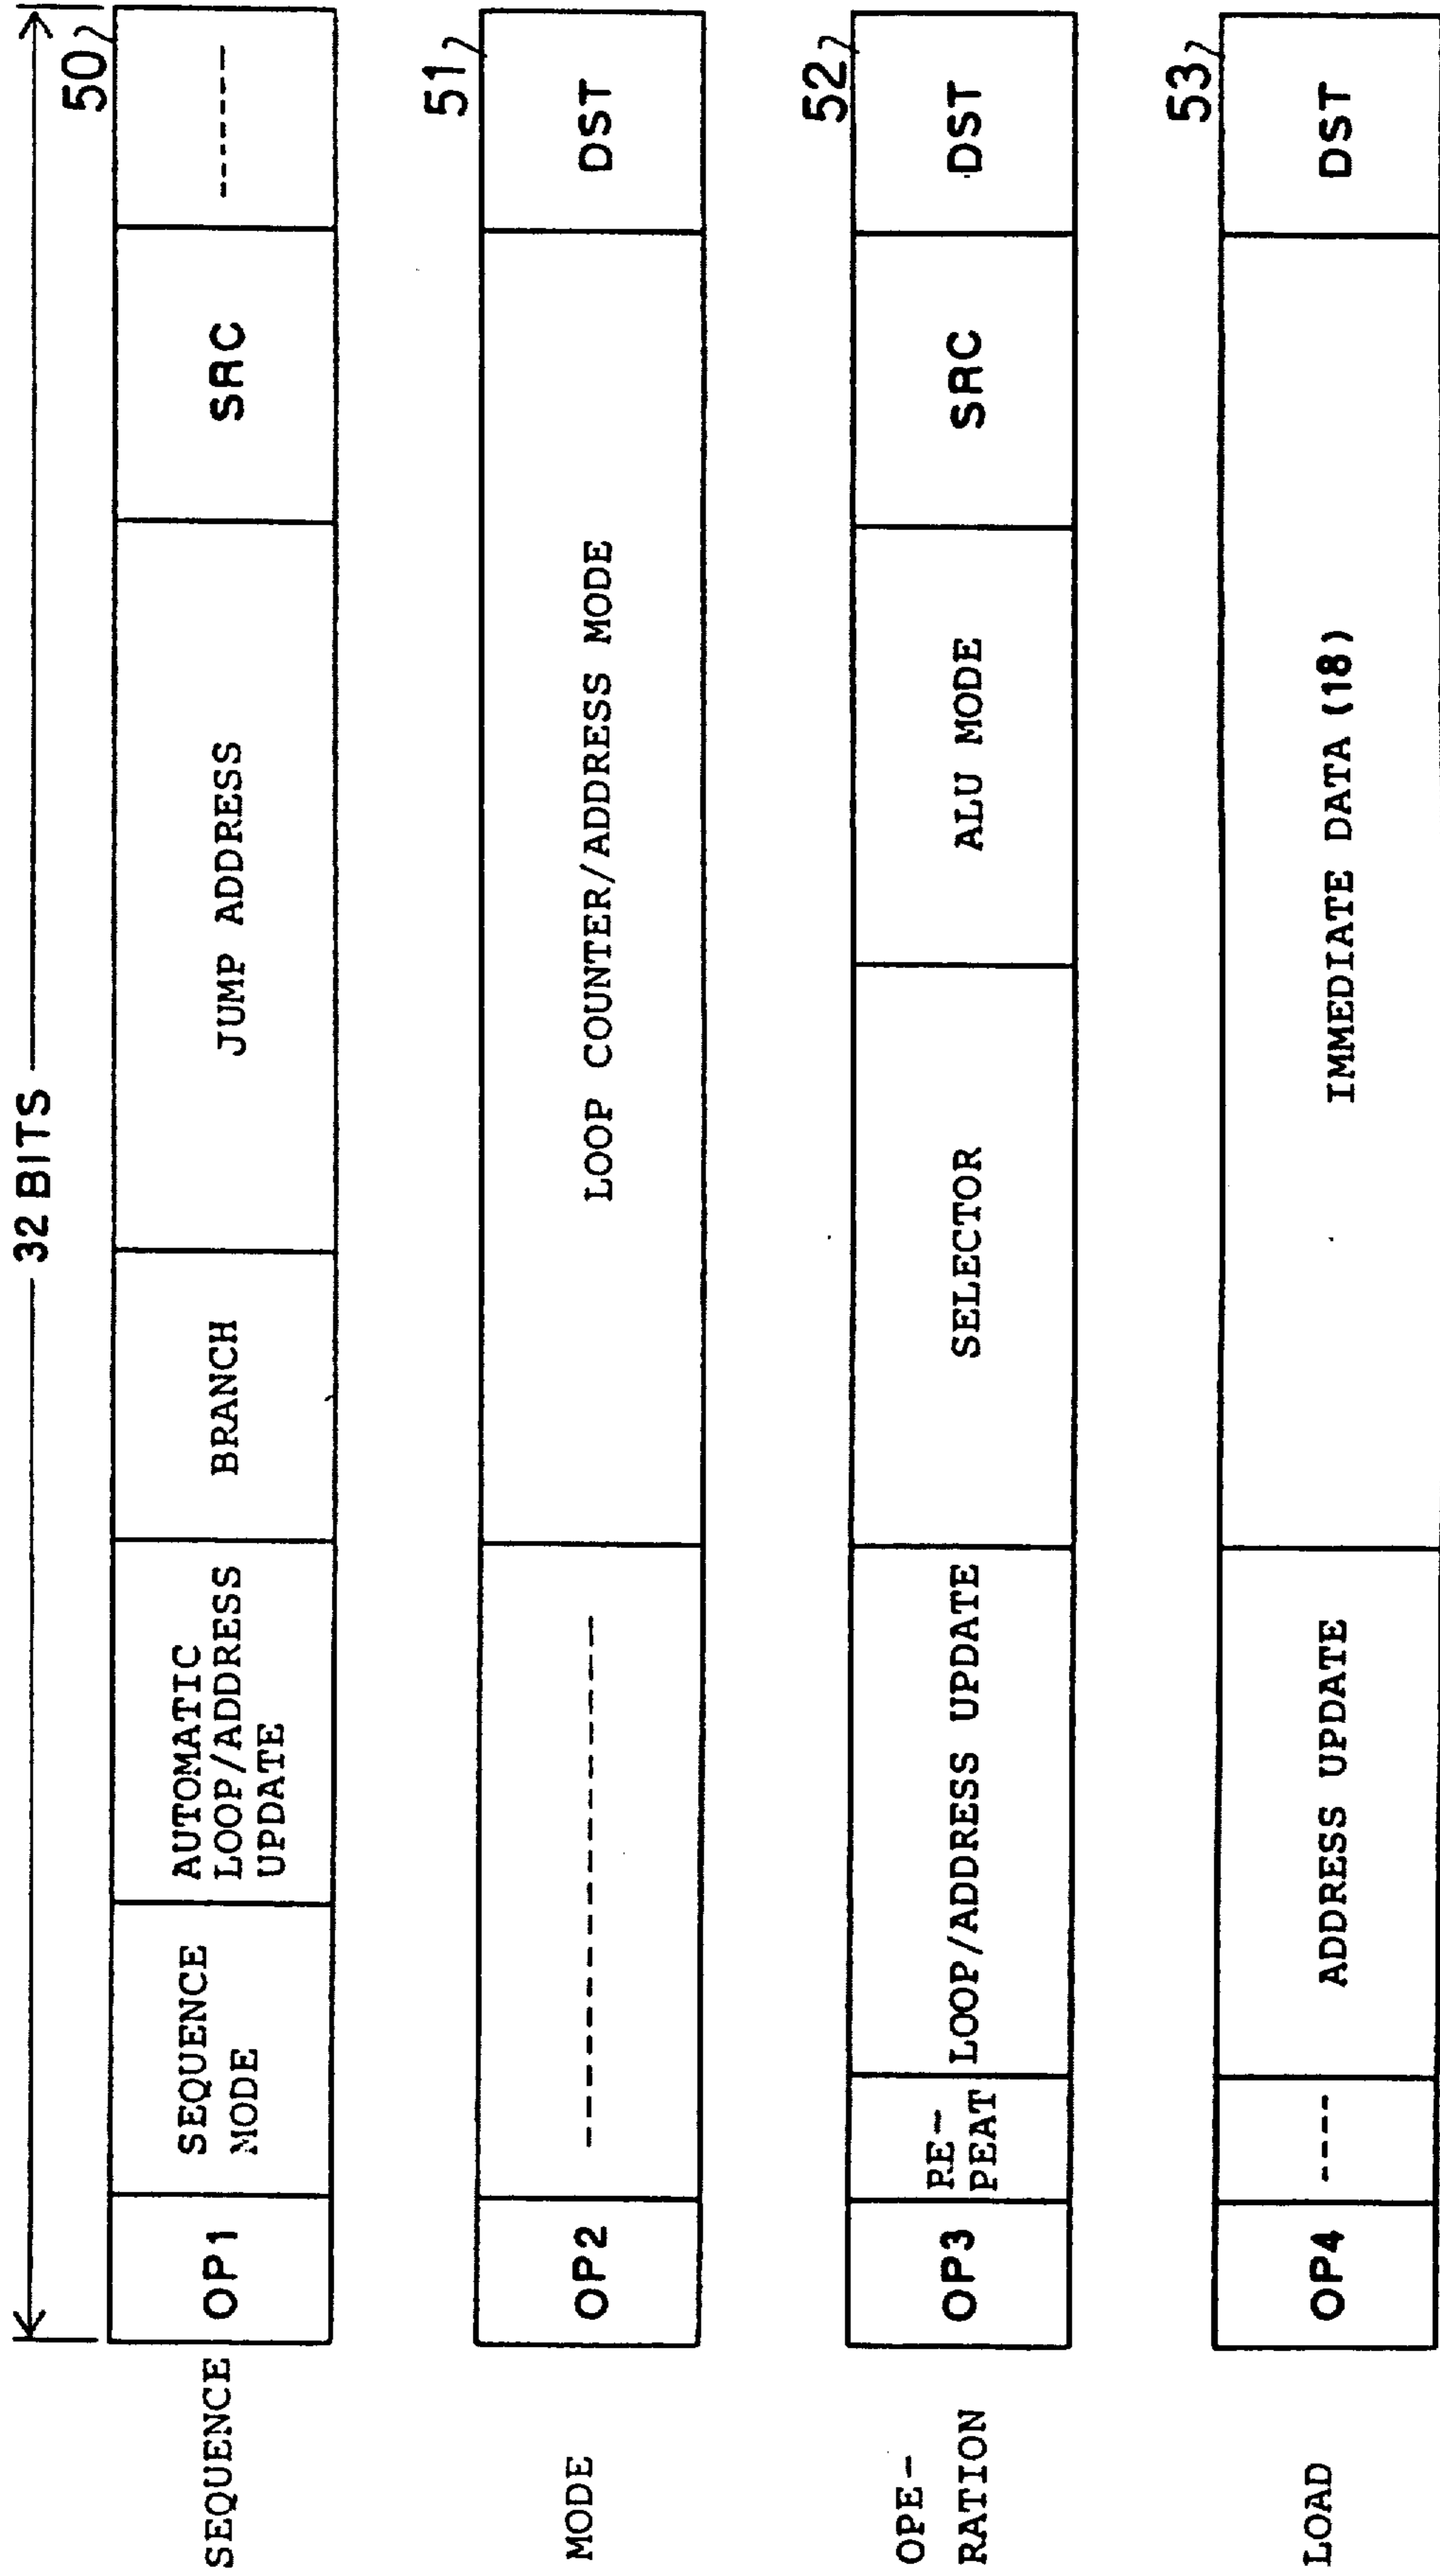 32 BITS
50
SEQUENCE
OP1
SEQUENCE
MODE
AUTOMATIC
LOOP/ADDRESS
UPDATE
BRANCH
JUMP ADDRESS
SRC
-------
51
MODE
OP2
----------------
LOOP COUNTER/ADDRESS MODE
DST
52
OPE-
RATION
OP3
RE-
PEAT
LOOP/ADDRESS UPDATE
SELECTOR
ALU MODE
SRC
DST
53
LOAD
OP4
----
ADDRESS UPDATE
IMMEDIATE DATA (18)
DST